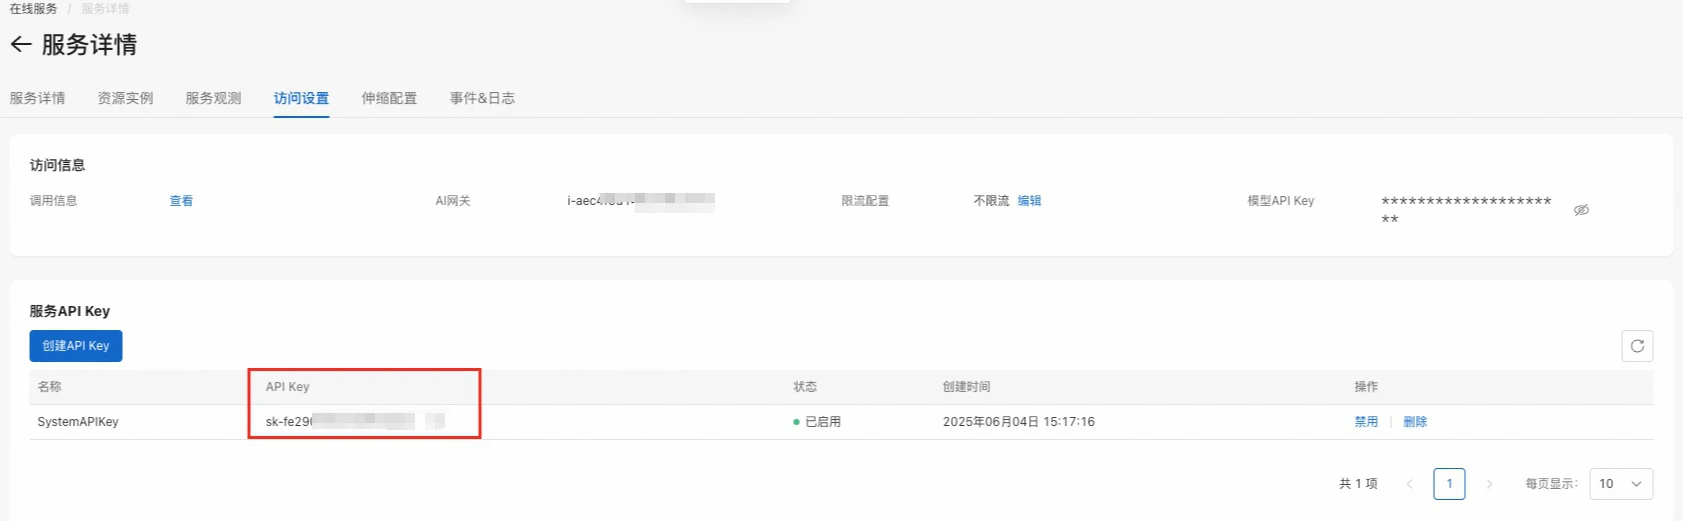 在线服务 / 服务详情
← 服务详情
服务详情 资源实例 服务观测 访问设置 伸缩配置 事件&日志
访问信息
调用信息 查看 AI网关 i-aec4 限流配置 不限流 编辑 模型API Key *******************
**
服务API Key
创建API Key
名称 API Key 状态 创建时间 操作
SystemAPIKey sk-fe29 已启用 2025年06月04日 15:17:16 禁用 | 删除
共 1 项 < 1 > 每页显示: 10